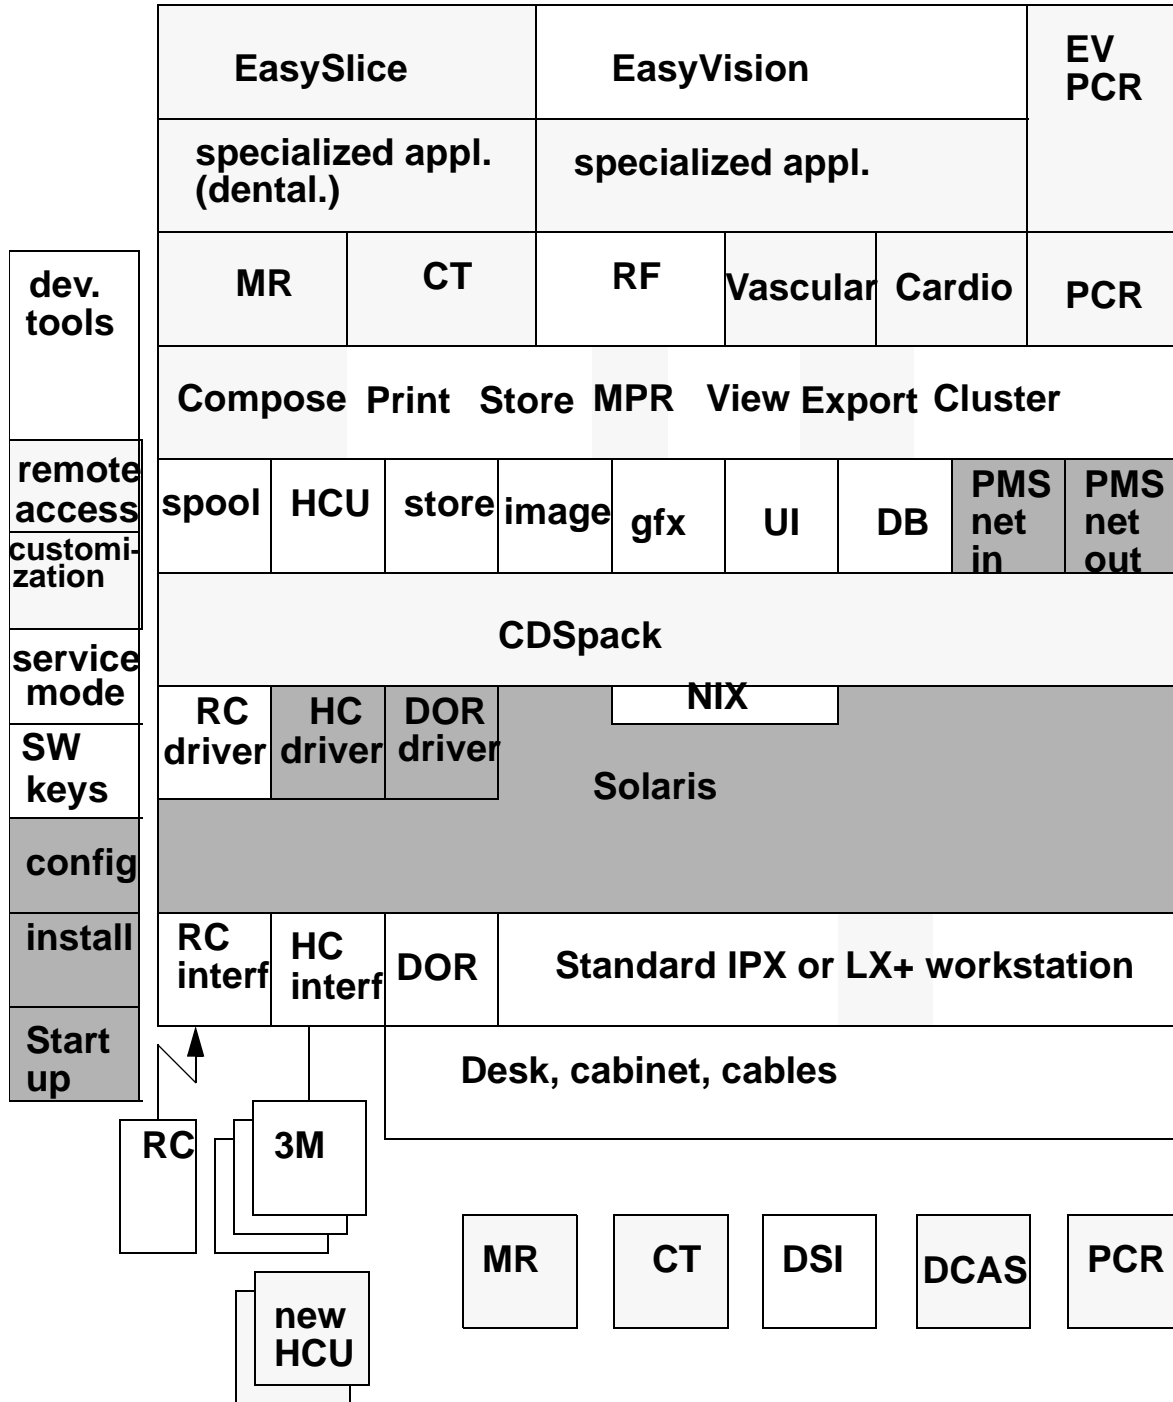 EasySlice
EasyVision
EV
PCR
specialized appl.
(dental.)
specialized appl.
MR
CT
RF
Vascular
Cardio
PCR
Compose
Print
Store
MPR
View
Export
Cluster
spool
HCU
store
image
gfx
UI
DB
PMS
net
in
PMS
net
out
CDSpack
RC
driver
HC
driver
DOR
driver
NIX
Solaris
RC
interf
HC
interf
DOR
Standard IPX or LX+ workstation
Desk, cabinet, cables
dev.
tools
remote
access
customi-
zation
service
mode
SW
keys
config
install
Start
up
RC
3M
new
HCU
MR
CT
DSI
DCAS
PCR